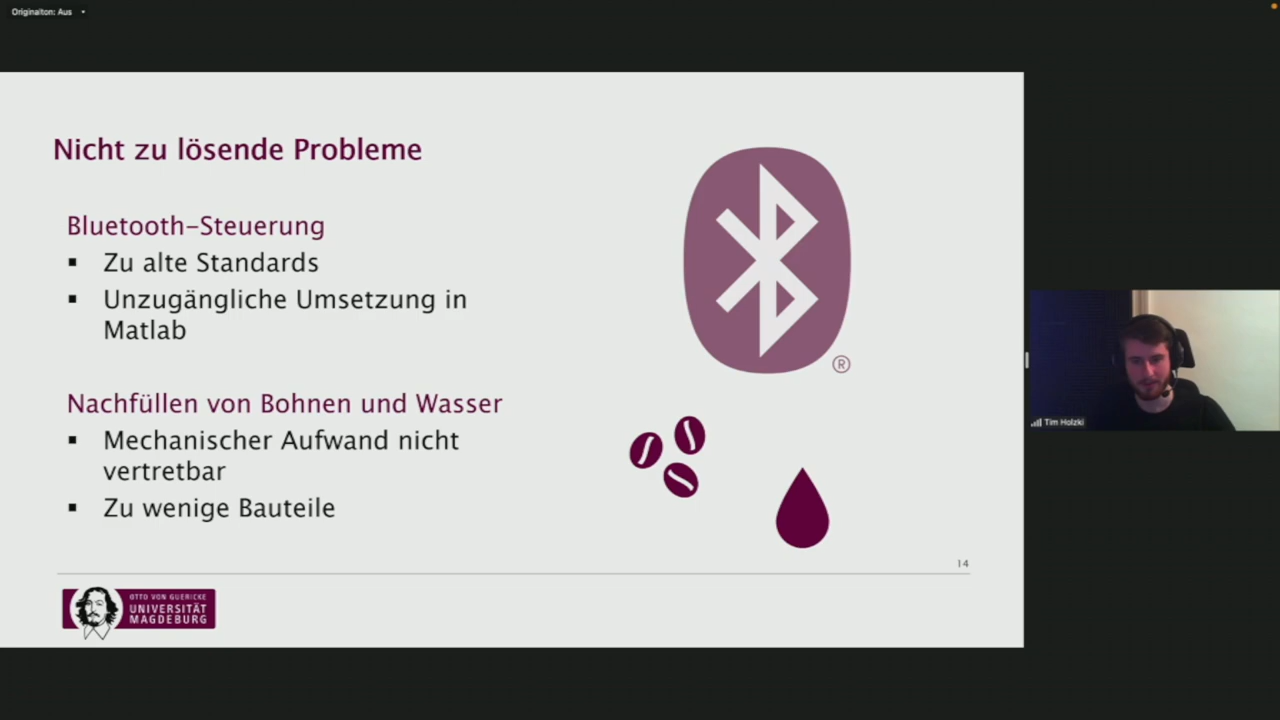 Originalton: Aus
Nicht zu lösende Probleme
Bluetooth-Steuerung
▪ Zu alte Standards
▪ Unzugängliche Umsetzung in
Matlab
Nachfüllen von Bohnen und Wasser
▪ Mechanischer Aufwand nicht
vertretbar
▪ Zu wenige Bauteile
®
14
OTTO VON GUERICKE
UNIVERSITÄT
MAGDEBURG
Tim Holzki